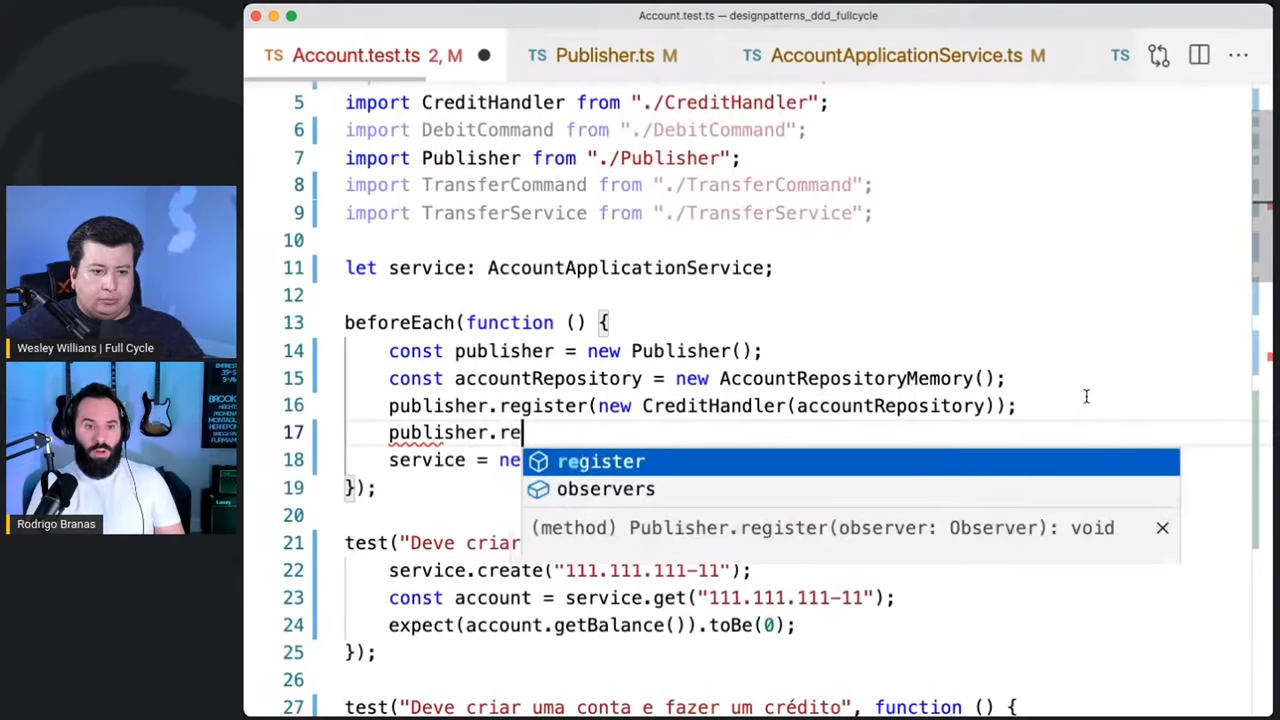 Account.test.ts — designpatterns_ddd_fullcycle
TS Account.test.ts 2, M TS Publisher.ts M TS AccountApplicationService.ts M TS
5 import CreditHandler from "./CreditHandler";
6 import DebitCommand from "./DebitCommand";
7 import Publisher from "./Publisher";
8 import TransferCommand from "./TransferCommand";
9 import TransferService from "./TransferService";
10
11 let service: AccountApplicationService;
12
13 beforeEach(function () {
14 const publisher = new Publisher();
15 const accountRepository = new AccountRepositoryMemory();
16 publisher.register(new CreditHandler(accountRepository));
17 publisher.re
register
18 service = ne
observers
19 });
(method) Publisher.register(observer: Observer): void
20
21 test("Deve criar
22 service.create("111.111.111-11");
23 const account = service.get("111.111.111-11");
24 expect(account.getBalance()).toBe(0);
25 });
26
27 test("Deve criar uma conta e fazer um crédito", function () {
Wesley Willians | Full Cycle
BROOK
Rodrigo Branas